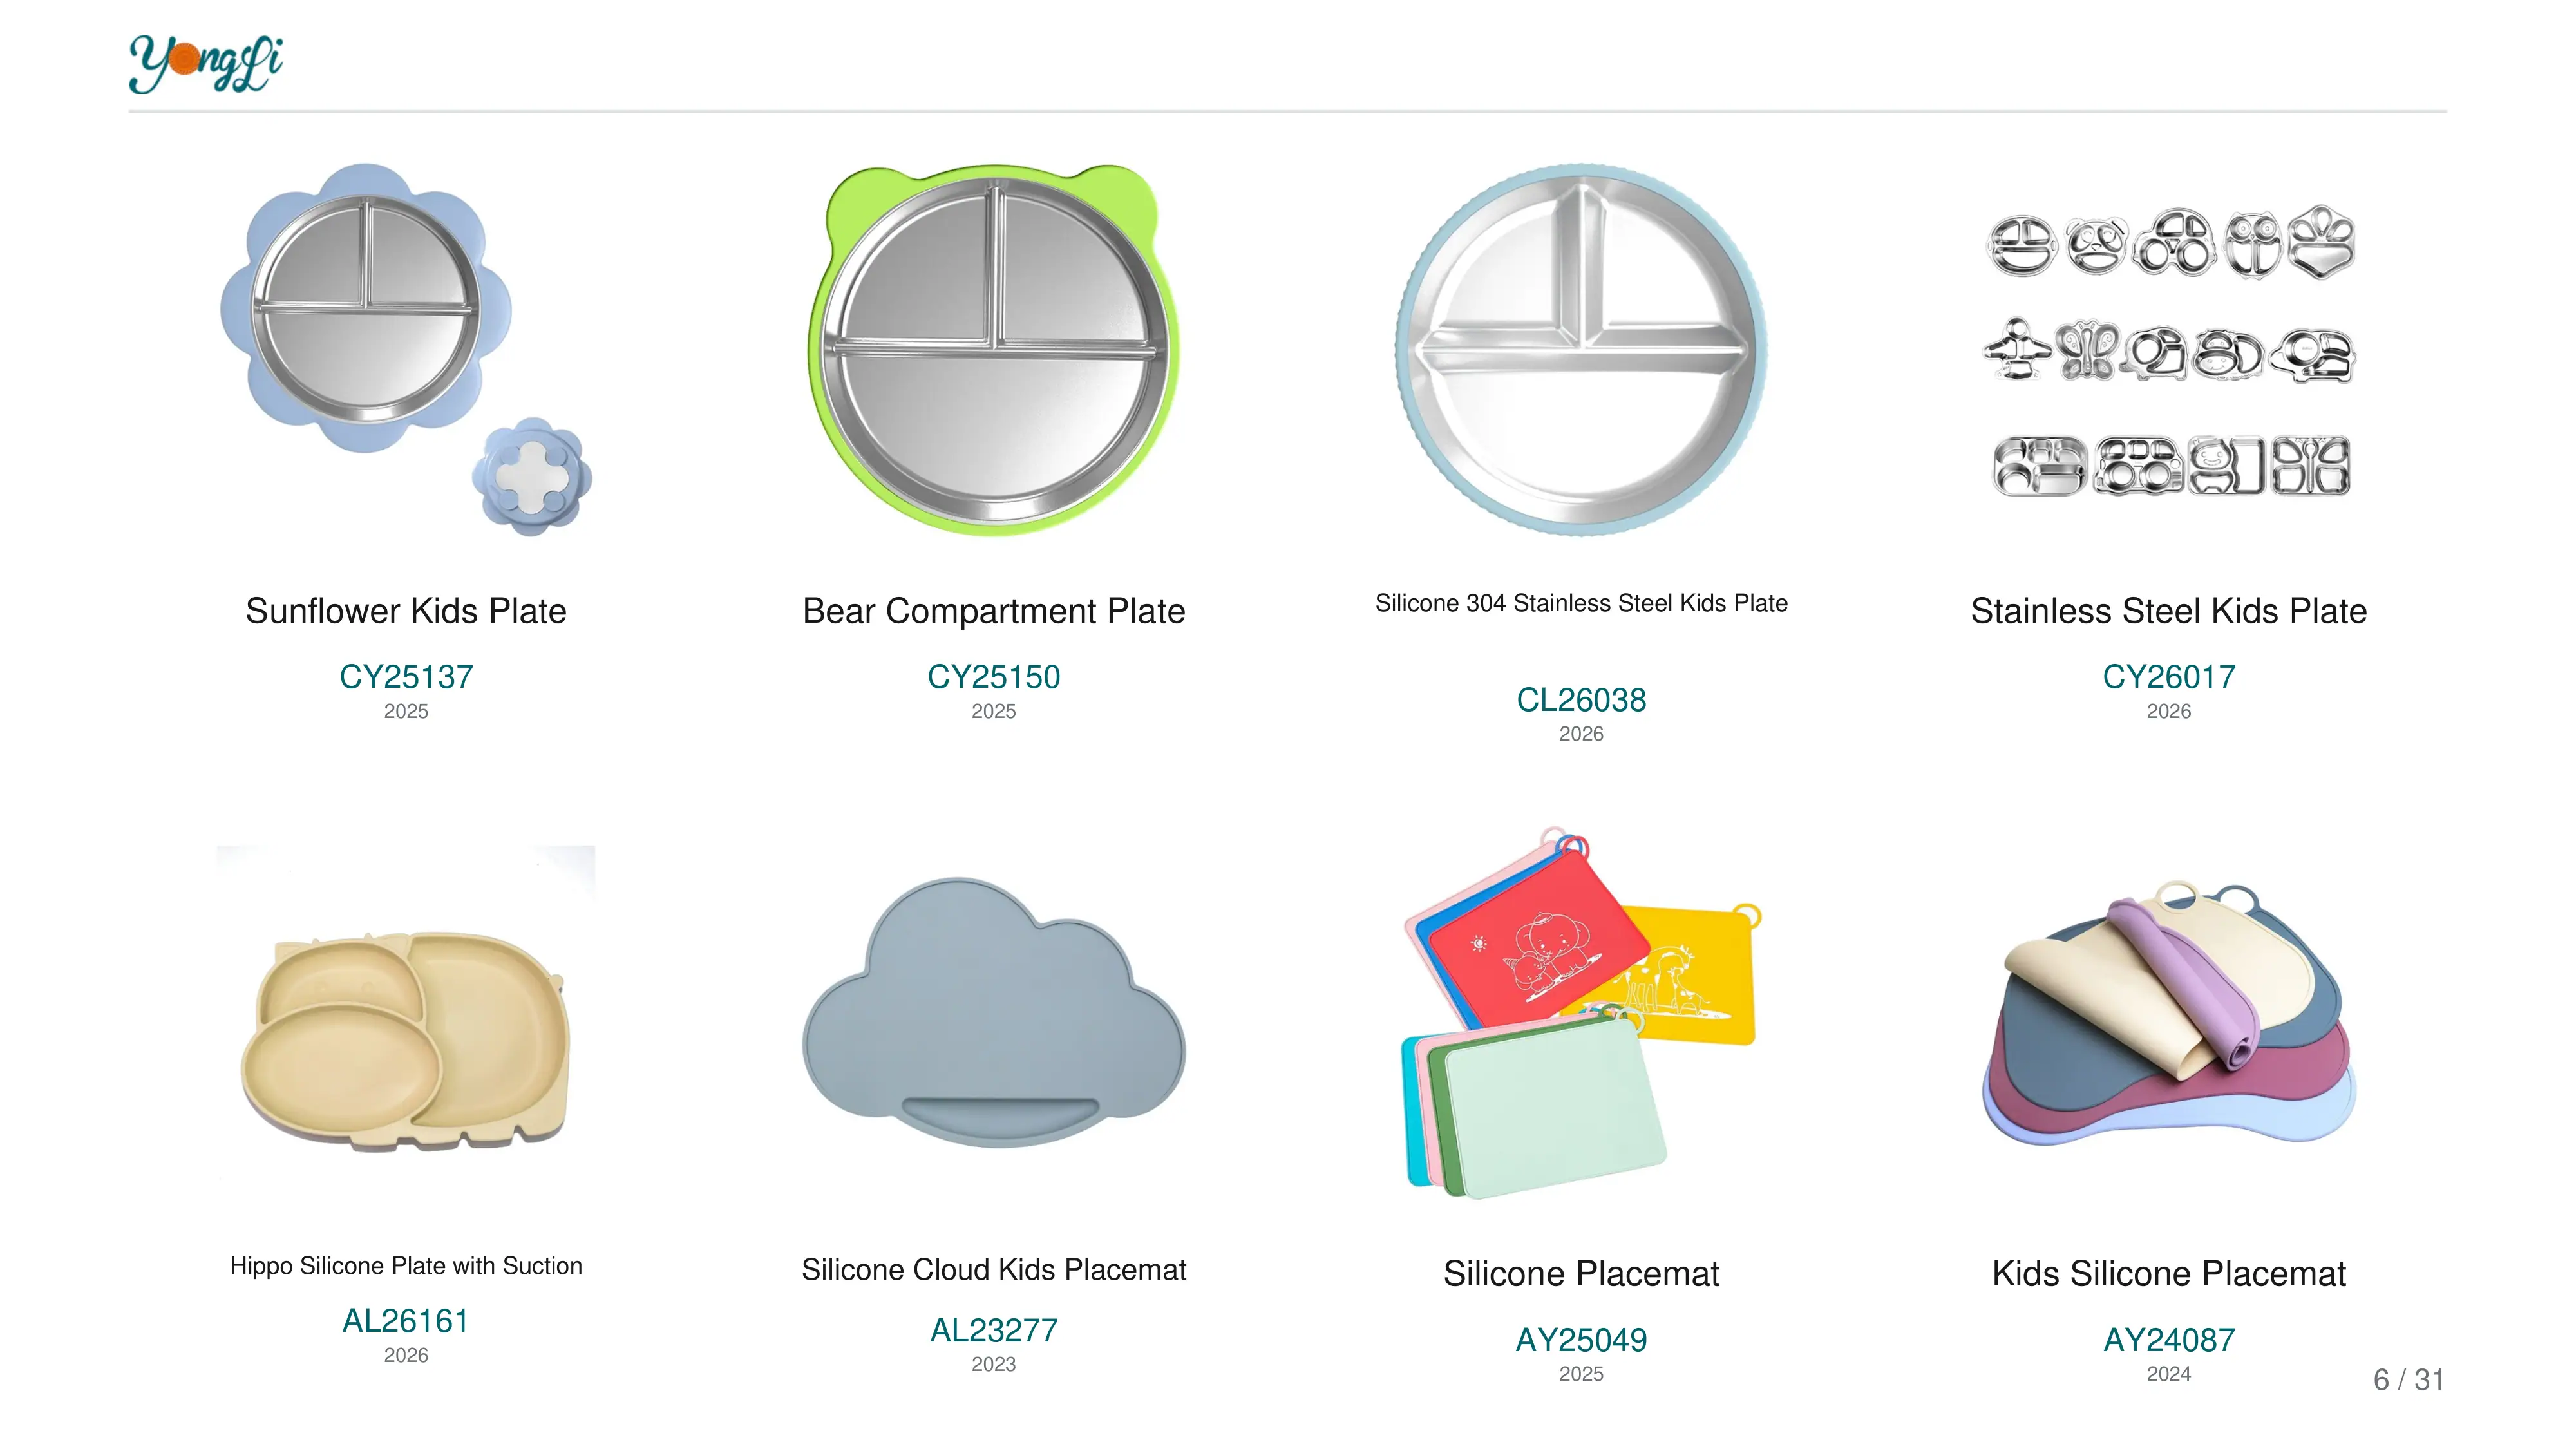 YongLi
Sunflower Kids Plate
CY25137
2025
Bear Compartment Plate
CY25150
2025
Silicone 304 Stainless Steel Kids Plate
CL26038
2026
Stainless Steel Kids Plate
CY26017
2026
Hippo Silicone Plate with Suction
AL26161
2026
Silicone Cloud Kids Placemat
AL23277
2023
Silicone Placemat
AY25049
2025
Kids Silicone Placemat
AY24087
2024
6 / 31